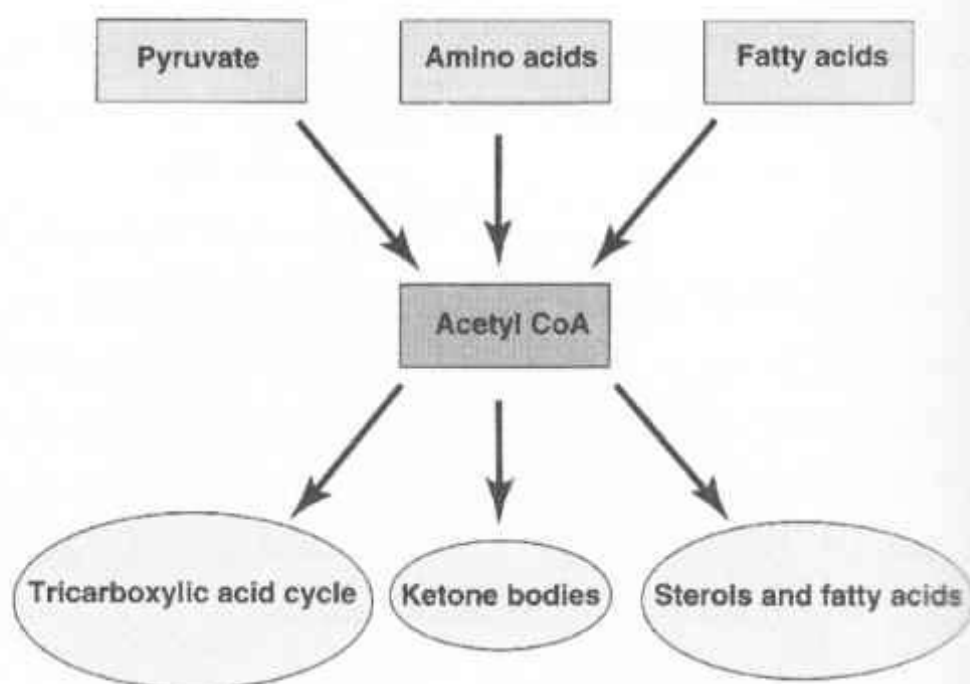 Pyruvate
Amino acids
Fatty acids
Acetyl CoA
Tricarboxylic acid cycle
Ketone bodies
Sterols and fatty acids